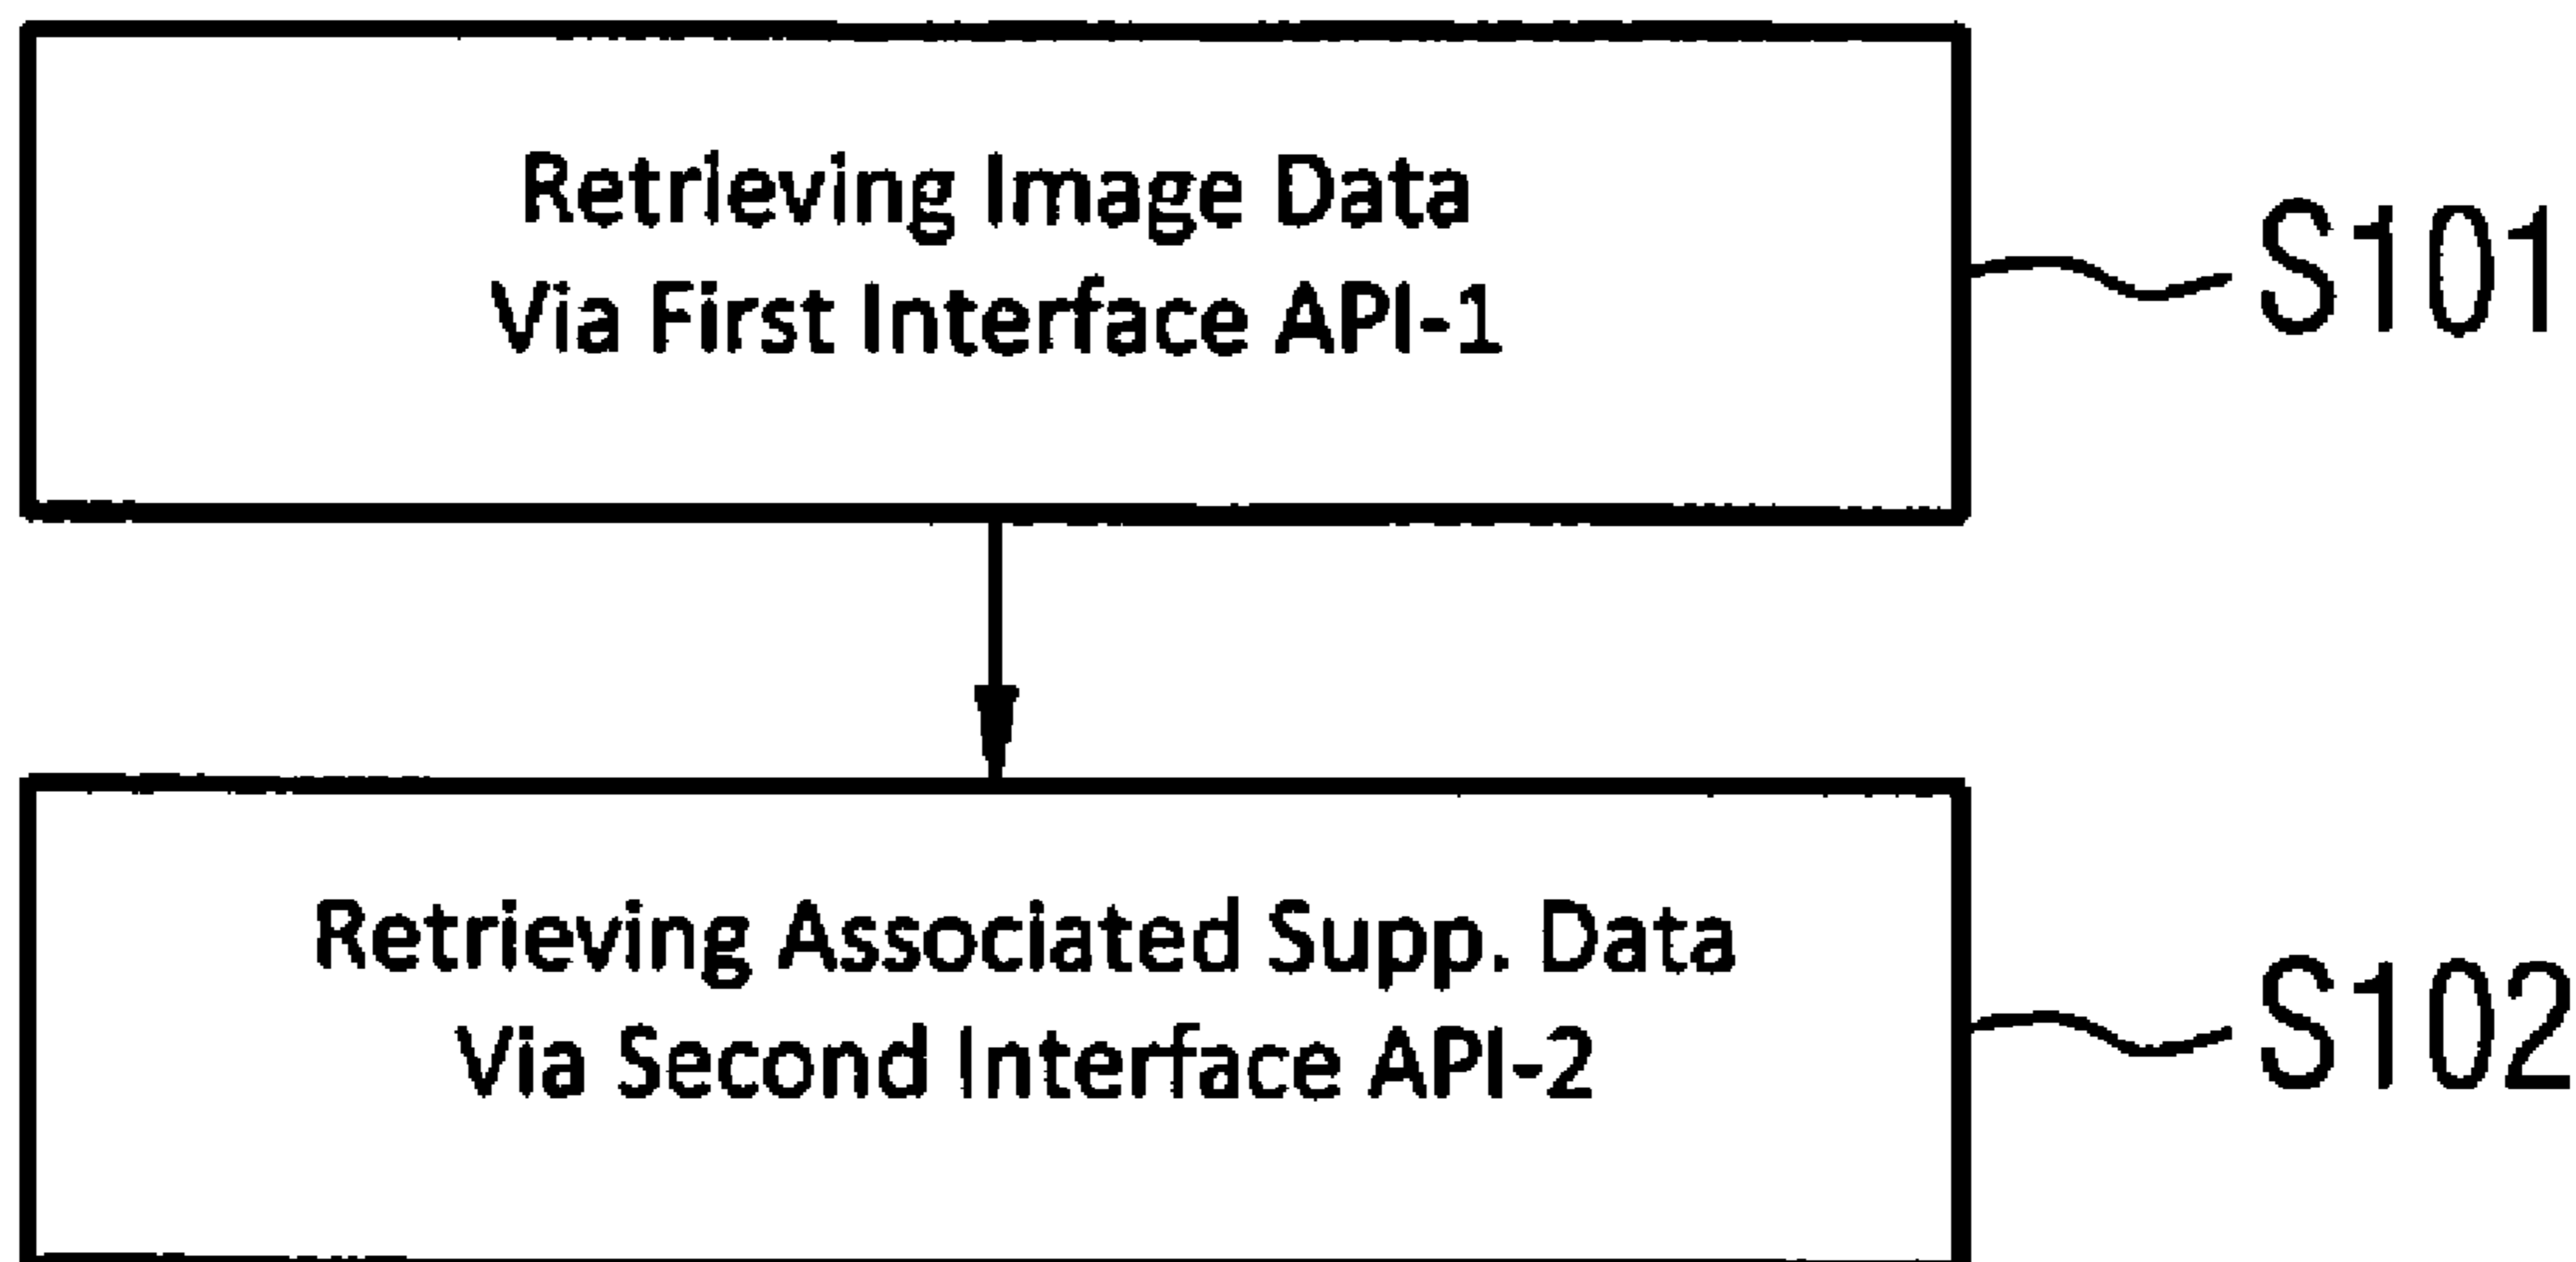 Retrieving Image Data
Via First Interface API-1
S101
Retrieving Associated Supp. Data
Via Second Interface API-2
S102